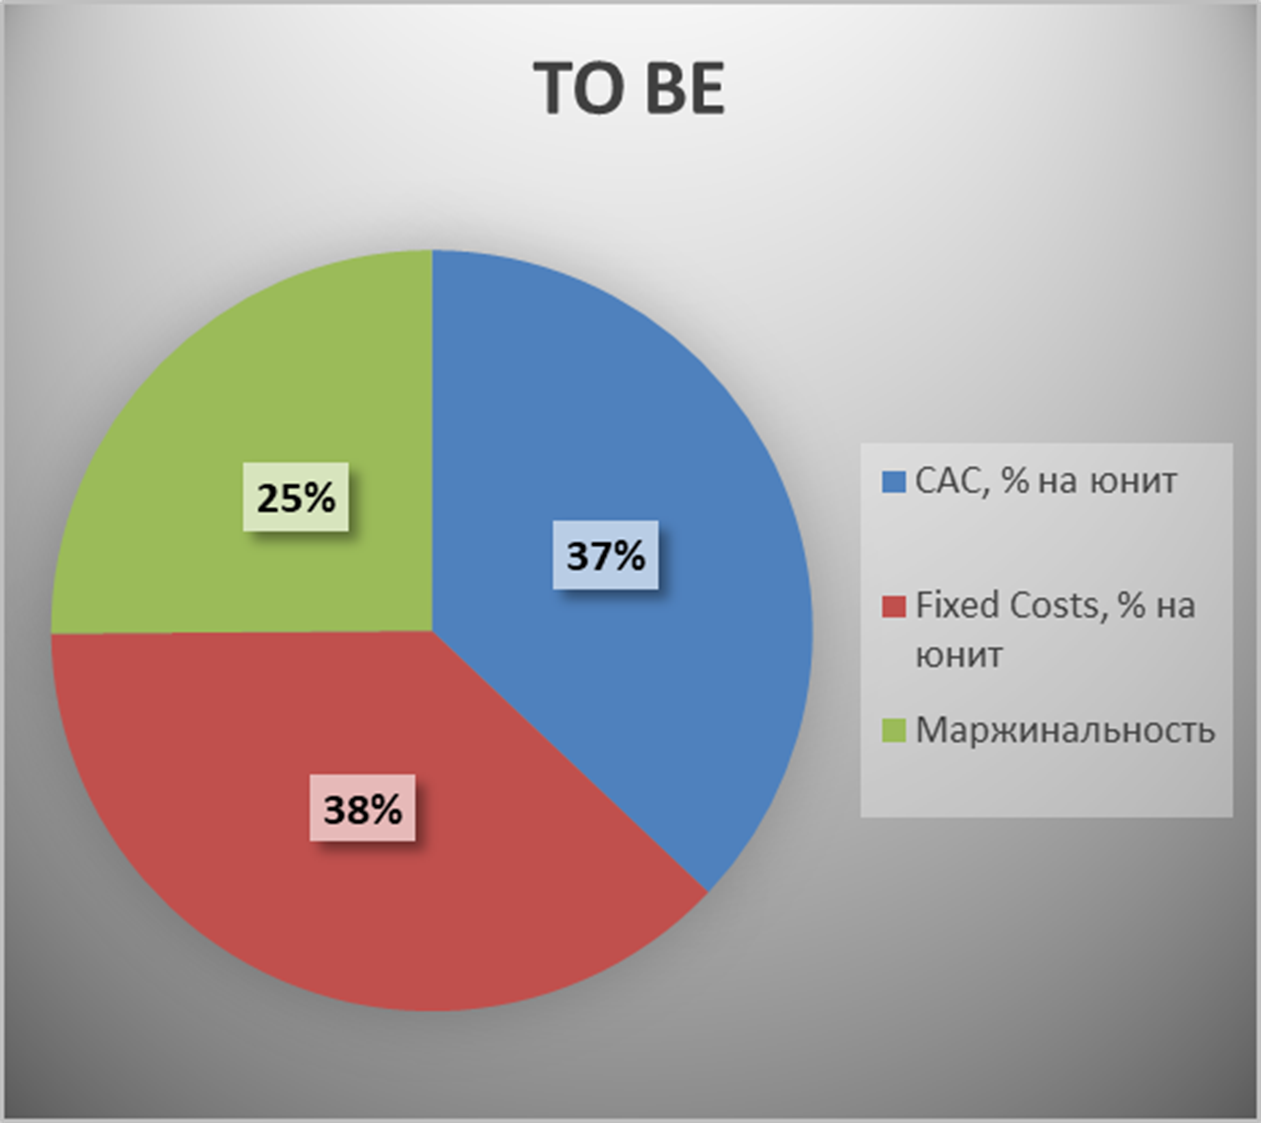 TO BE
25%
37%
38%
CAC, % на юнит
Fixed Costs, % на
юнит
Маржинальность